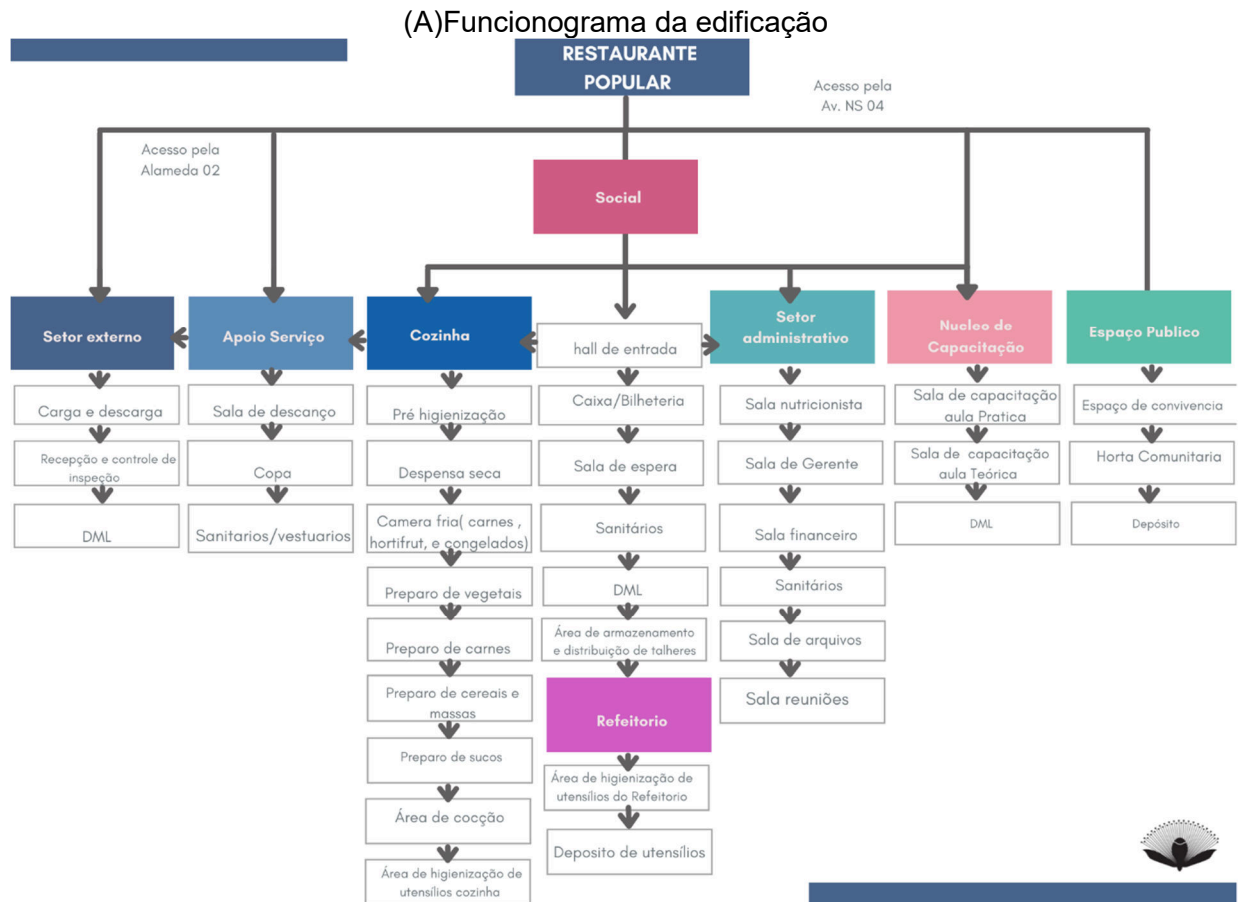 (A)Funcionograma da edificação
RESTAURANTE
POPULAR
Acesso pela
Av. NS 04
Acesso pela
Alameda 02
Social
Setor externo
Carga e descarga
Recepção e controle de
inspeção
DML
Apoio Serviço
Sala de descanço
Copa
Sanitarios/vestuarios
Cozinha
Pré higienização
Despensa seca
Camera fria( carnes ,
hortifrut, e congelados)
Preparo de vegetais
Preparo de carnes
Preparo de cereais e
massas
Preparo de sucos
Área de cocção
Área de higienização de
utensílios cozinha
hall de entrada
Caixa/Bilheteria
Sala de espera
Sanitários
DML
Área de armazenamento
e distribuição de talheres
Refeitorio
Área de higienização de
utensílios do Refeitorio
Deposito de utensílios
Setor
administrativo
Sala nutricionista
Sala de Gerente
Sala financeiro
Sanitários
Sala de arquivos
Sala reuniões
Nucleo de
Capacitação
Sala de capacitação
aula Pratica
Sala de capacitação
aula Teórica
DML
Espaço Publico
Espaço de convivencia
Horta Comunitaria
Depósito